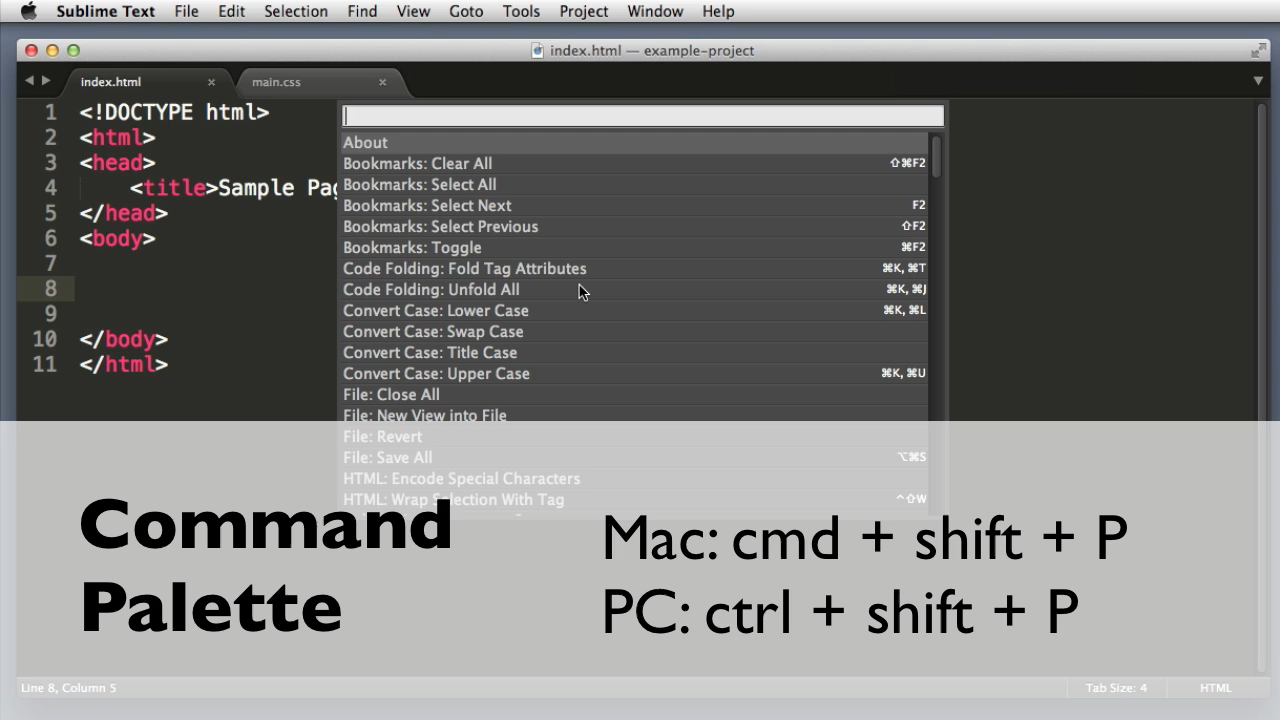 Sublime Text File Edit Selection Find View Goto Tools Project Window Help
index.html — example-project
index.html × main.css ×
1 <!DOCTYPE html>
2 <html>
3 <head>
4 <title>Sample Pag
5 </head>
6 <body>
7
8
9
10 </body>
11 </html>
About
Bookmarks: Clear All ⇧⌘F2
Bookmarks: Select All
Bookmarks: Select Next F2
Bookmarks: Select Previous ⇧F2
Bookmarks: Toggle ⌘F2
Code Folding: Fold Tag Attributes ⌘K, ⌘T
Code Folding: Unfold All ⌘K, ⌘J
Convert Case: Lower Case ⌘K, ⌘L
Convert Case: Swap Case
Convert Case: Title Case
Convert Case: Upper Case ⌘K, ⌘U
File: Close All
File: New View into File
File: Revert
File: Save All ⌥⌘S
HTML: Encode Special Characters
HTML: Wrap Selection With Tag ^⇧W
Command
Palette
Mac: cmd + shift + P
PC: ctrl + shift + P
Line 8, Column 5 Tab Size: 4 HTML